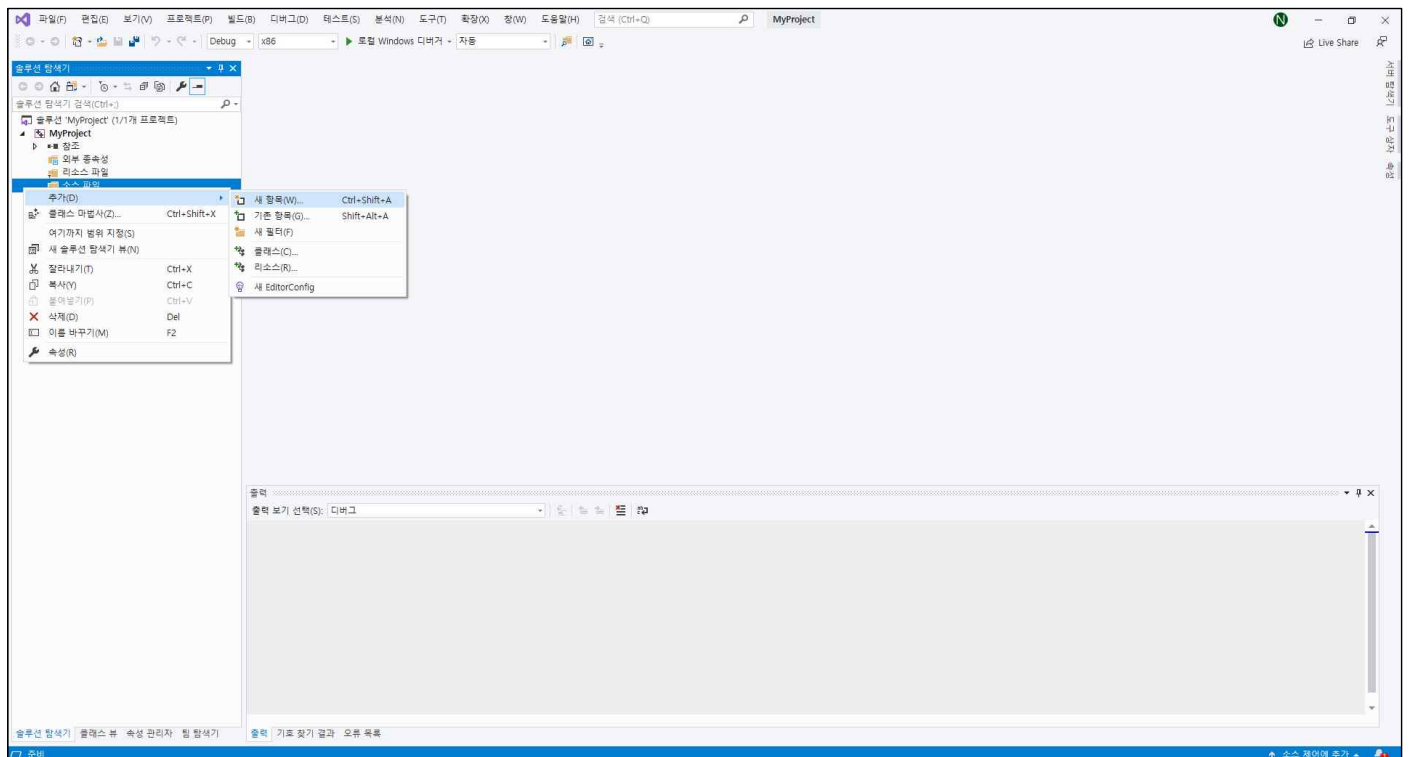 파일(F) 편집(E) 보기(V) 프로젝트(P) 빌드(B) 디버그(D) 테스트(S) 분석(N) 도구(T) 확장(X) 창(W) 도움말(H) 검색 (Ctrl+Q) MyProject N
Debug x86 로컬 Windows 디버거 자동 Live Share
솔루션 탐색기
솔루션 탐색기 검색(Ctrl+;)
솔루션 'MyProject' (1/1개 프로젝트)
MyProject
참조
외부 종속성
리소스 파일
소스 파일
추가(D)
클래스 마법사(Z)... Ctrl+Shift+X
여기까지 범위 지정(S)
새 솔루션 탐색기 뷰(N)
잘라내기(T) Ctrl+X
복사(Y) Ctrl+C
붙여넣기(P) Ctrl+V
삭제(D) Del
이름 바꾸기(M) F2
속성(R)
새 항목(W)... Ctrl+Shift+A
기존 항목(G)... Shift+Alt+A
새 필터(F)
클래스(C)...
리소스(R)...
새 EditorConfig
서버 탐색기
도구 상자
속성
출력
출력 보기 선택(S): 디버그
솔루션 탐색기 클래스 뷰 속성 관리자 팀 탐색기
출력 기호 찾기 결과 오류 목록
준비 소스 제어에 추가